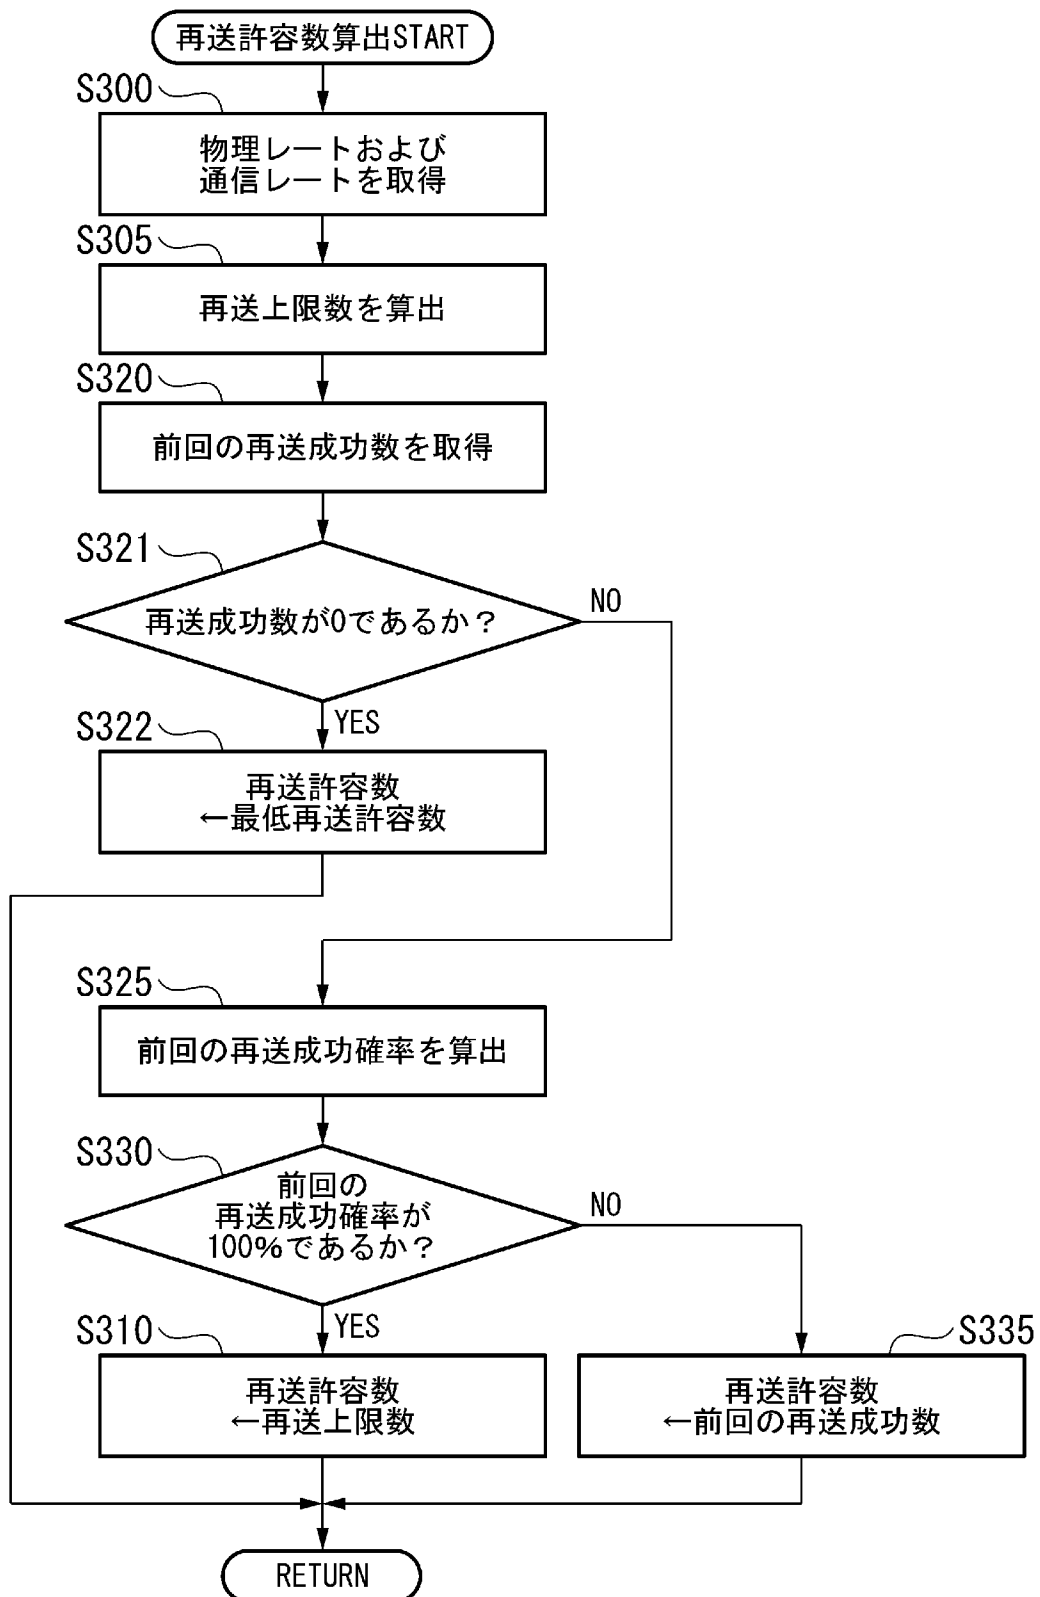 再送許容数算出START
S300
物理レートおよび
通信レートを取得
S305
再送上限数を算出
S320
前回の再送成功数を取得
S321
再送成功数が0であるか？
NO
YES
S322
再送許容数
←最低再送許容数
S325
前回の再送成功確率を算出
S330
前回の
再送成功確率が
100%であるか？
NO
YES
S310
再送許容数
←再送上限数
S335
再送許容数
←前回の再送成功数
RETURN